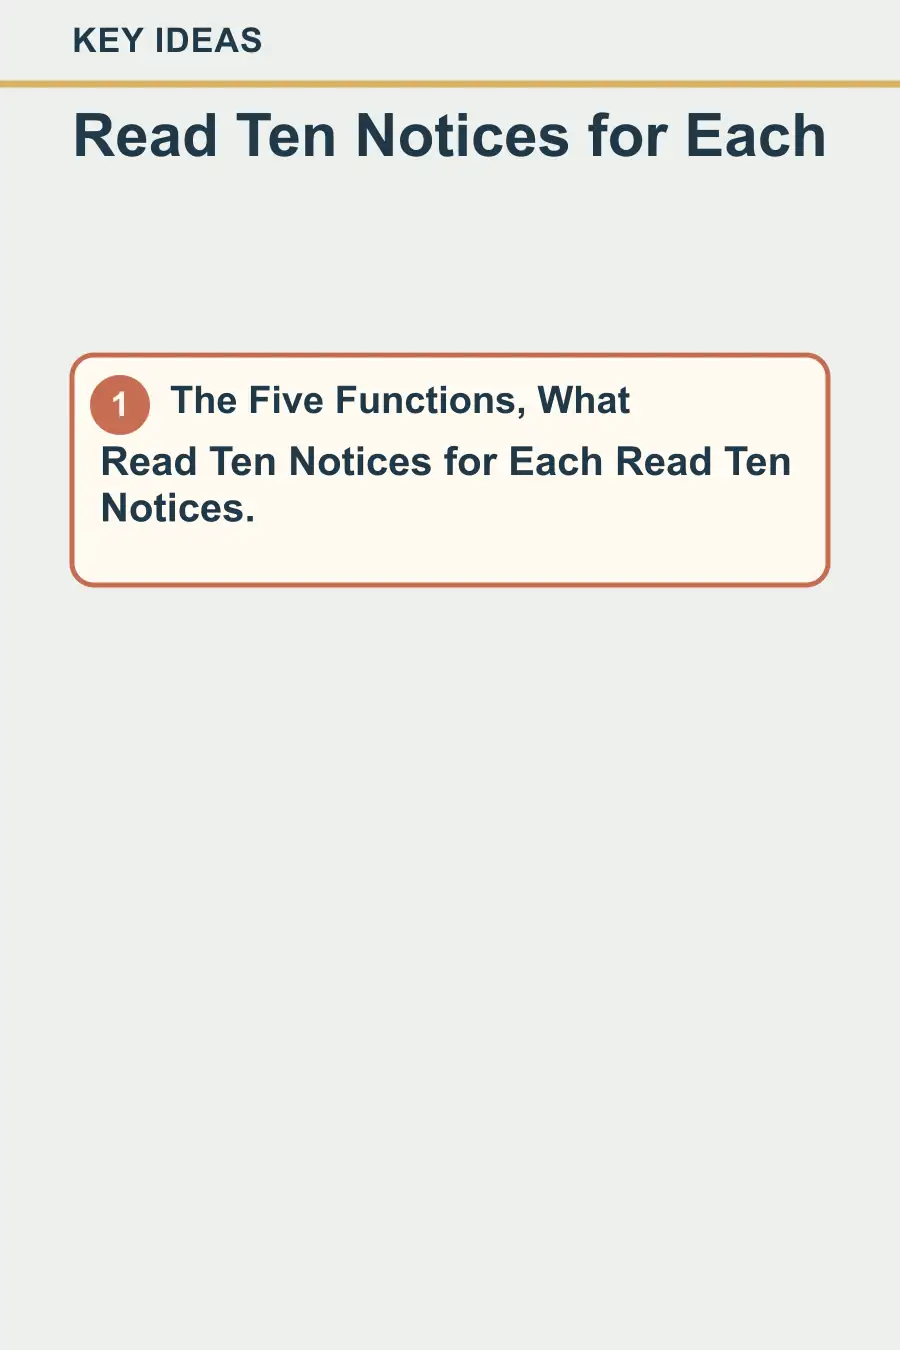 KEY IDEAS
Read Ten Notices for Each
1 The Five Functions, What
Read Ten Notices for Each Read Ten
Notices.